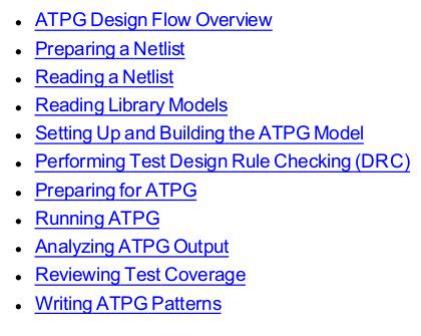 • ATPG Design Flow Overview
• Preparing a Netlist
• Reading a Netlist
• Reading Library Models
• Setting Up and Building the ATPG Model
• Performing Test Design Rule Checking (DRC)
• Preparing for ATPG
• Running ATPG
• Analyzing ATPG Output
• Reviewing Test Coverage
• Writing ATPG Patterns